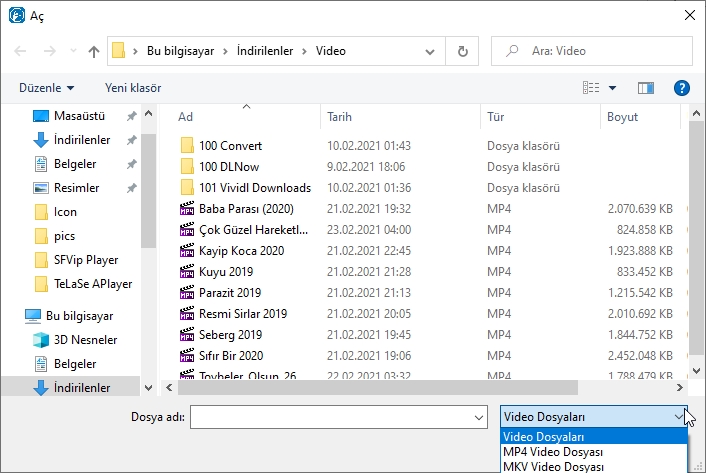 Aç
Bu bilgisayar > İndirilenler > Video
Ara: Video
Düzenle
Yeni klasör
Masaüstü
İndirilenler
Belgeler
Resimler
Icon
pics
SFVip Player
TeLaSe APlayer
Bu bilgisayar
3D Nesneler
Belgeler
İndirilenler
Ad Tarih Tür Boyut
100 Convert 10.02.2021 01:43 Dosya klasörü
100 DLNow 9.02.2021 18:06 Dosya klasörü
101 Vividl Downloads 10.02.2021 01:36 Dosya klasörü
Baba Parası (2020) 21.02.2021 19:32 MP4 2.070.639 KB
Çok Güzel Hareketl... 23.02.2021 04:00 MP4 824.858 KB
Kayip Koca 2020 21.02.2021 22:45 MP4 1.923.888 KB
Kuyu 2019 21.02.2021 21:28 MP4 833.452 KB
Parazit 2019 21.02.2021 21:13 MP4 1.215.542 KB
Resmi Sirlar 2019 21.02.2021 20:05 MP4 2.010.692 KB
Seberg 2019 21.02.2021 19:45 MP4 1.844.752 KB
Sıfır Bir 2020 21.02.2021 19:06 MP4 2.452.048 KB
Toybeler Olsun 26 22.02.2021 03:32 MP4 1.788.479 KB
Dosya adı:
Video Dosyaları
Video Dosyaları
MP4 Video Dosyası
MKV Video Dosyası